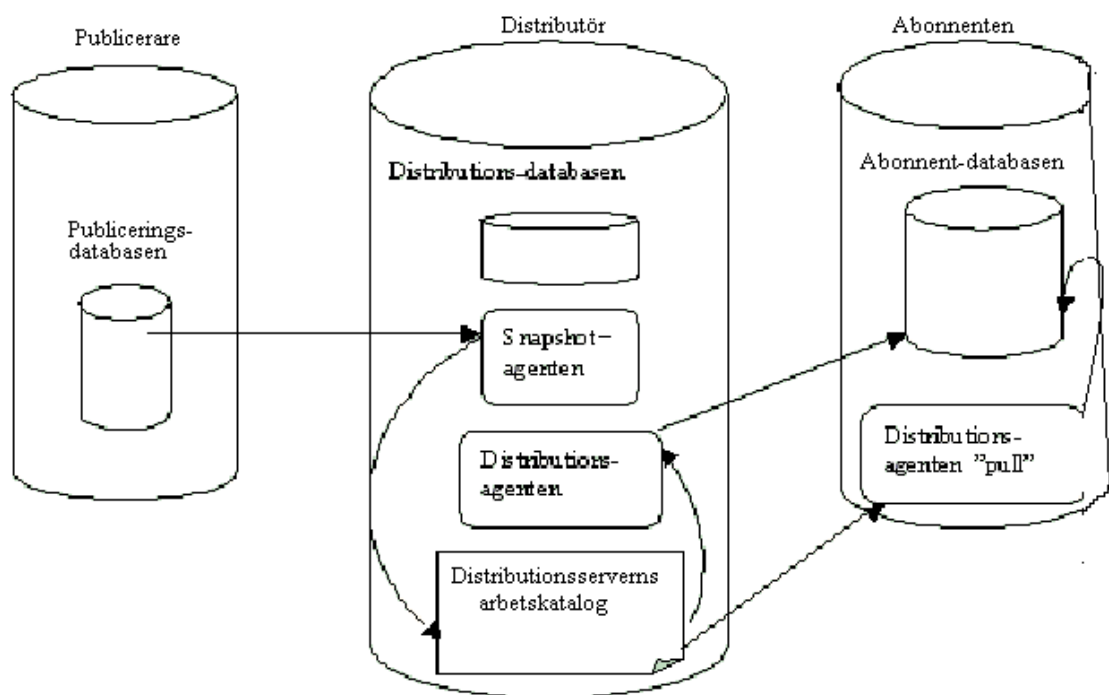 Publicerare
Distributör
Abonnenten
Distributions-databasen
Abonnent-databasen
Publicerings-
databasen
Snapshot-
agenten
Distributions-
agenten
Distributions-
agenten ”pull”
Distributionsserverns
arbetskatalog